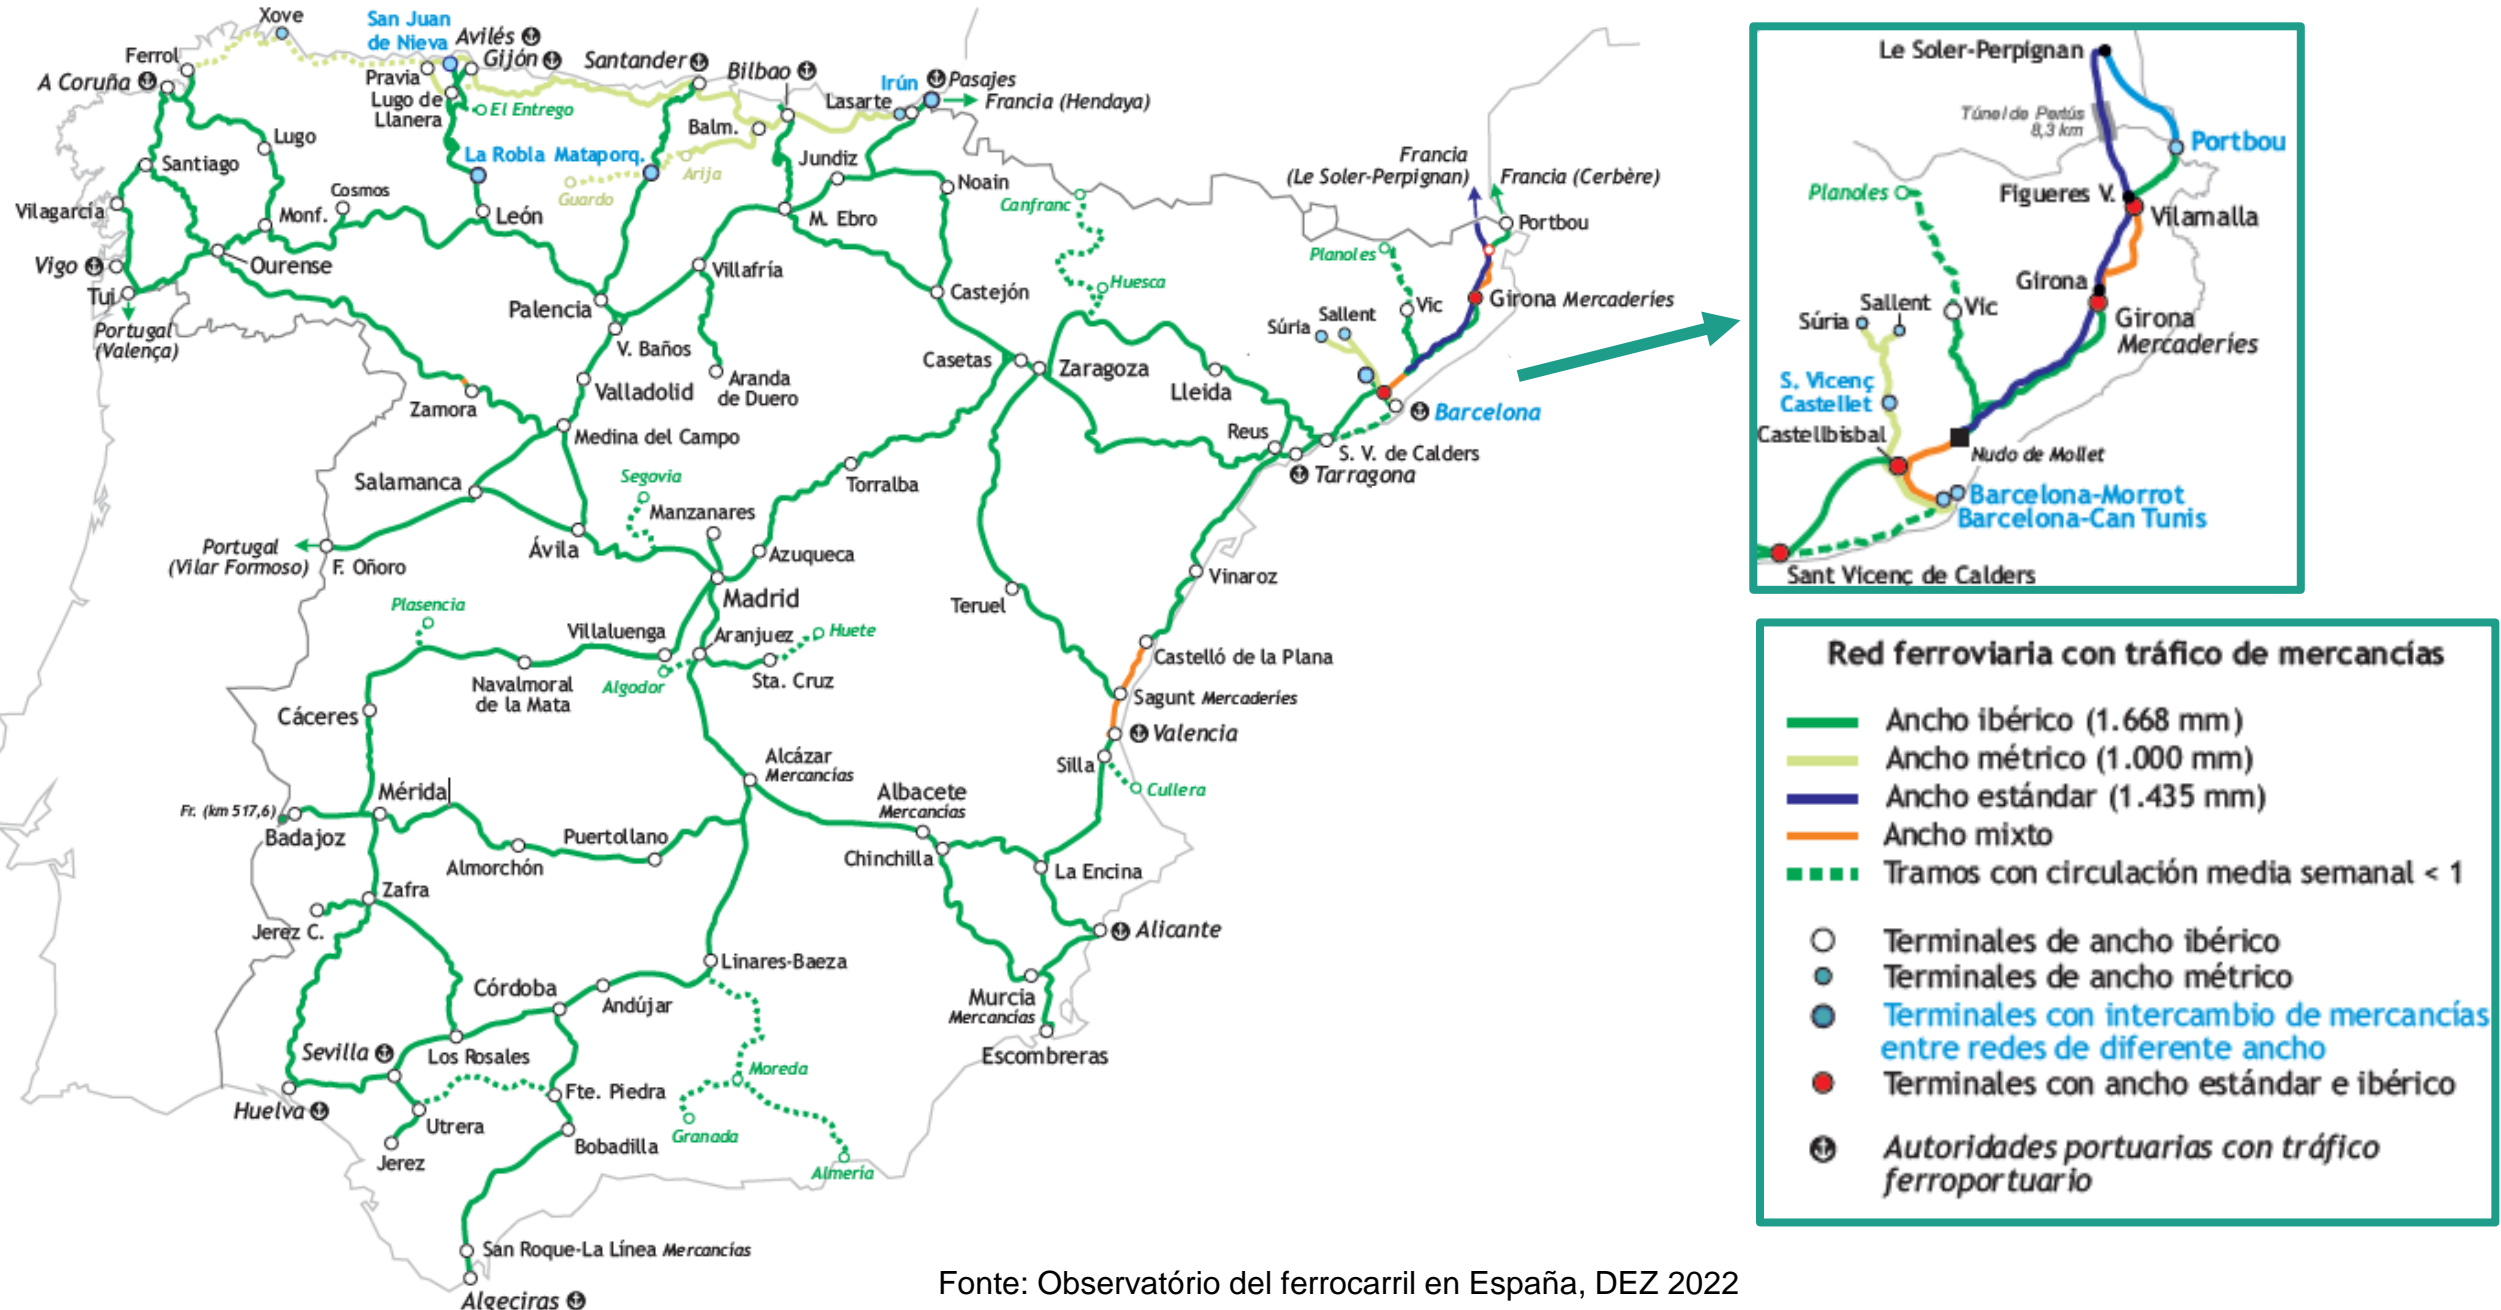 Xove
San Juan
de Nieva
Avilés
Gijón
Ferrol
A Coruña
Pravia
Lugo de
Llanera
El Entrego
Santander
Bilbao
Irún
Pasajes
Lasarte
Francia (Hendaya)
Balm.
Lugo
Santiago
La Robla
Mataporq.
Arija
Guardo
Jundiz
Noain
Cosmos
Vilagarcía
Monf.
León
M. Ebro
Canfranc
Francia
(Le Soler-Perpignan)
Francia (Cerbère)
Portbou
Planoles
Vigo
Ourense
Tui
Portugal
(Valença)
Villafría
Castejón
Huesca
Palencia
V. Baños
Vic
Girona Mercaderíes
Súria
Sallent
Casetas
Zaragoza
Aranda
de Duero
Valladolid
Lleida
Zamora
Barcelona
Medina del Campo
Reus
S. V. de Calders
Tarragona
Salamanca
Segovia
Manzanares
Torralba
Ávila
Azuqueca
Portugal
(Vilar Formoso)
F. Oñoro
Vinaroz
Madrid
Teruel
Plasencia
Villaluenga
Aranjuez
Huete
Castelló de la Plana
Navalmoral
de la Mata
Algodor
Sta. Cruz
Sagunt Mercaderíes
Cáceres
Valencia
Alcázar
Mercancías
Silla
Cullera
Mérida
Albacete
Mercancías
Fr. (km 517,6)
Badajoz
Puertollano
Almorchón
Chinchilla
La Encina
Zafra
Jerez C.
Alicante
Linares-Baeza
Córdoba
Andújar
Murcia
Mercancías
Escombreras
Sevilla
Los Rosales
Moreda
Huelva
Fte. Piedra
Utrera
Granada
Bobadilla
Jerez
Almería
San Roque-La Línea Mercancías
Algeciras
Le Soler-Perpignan
Túnel de Pertús
8,3 km
Portbou
Planoles
Figueres V.
Vilamalla
Girona
Sallent
Vic
Súria
Girona
Mercaderíes
S. Vicenç
Castellet
Castellbisbal
Nudo de Mollet
Barcelona-Morrot
Barcelona-Can Tunis
Sant Vicenç de Calders
Red ferroviaria con tráfico de mercancías
Ancho ibérico (1.668 mm)
Ancho métrico (1.000 mm)
Ancho estándar (1.435 mm)
Ancho mixto
Tramos con circulación media semanal < 1
Terminales de ancho ibérico
Terminales de ancho métrico
Terminales con intercambio de mercancías
entre redes de diferente ancho
Terminales con ancho estándar e ibérico
Autoridades portuarias con tráfico
ferroportuario
Fonte: Observatório del ferrocarril en España, DEZ 2022